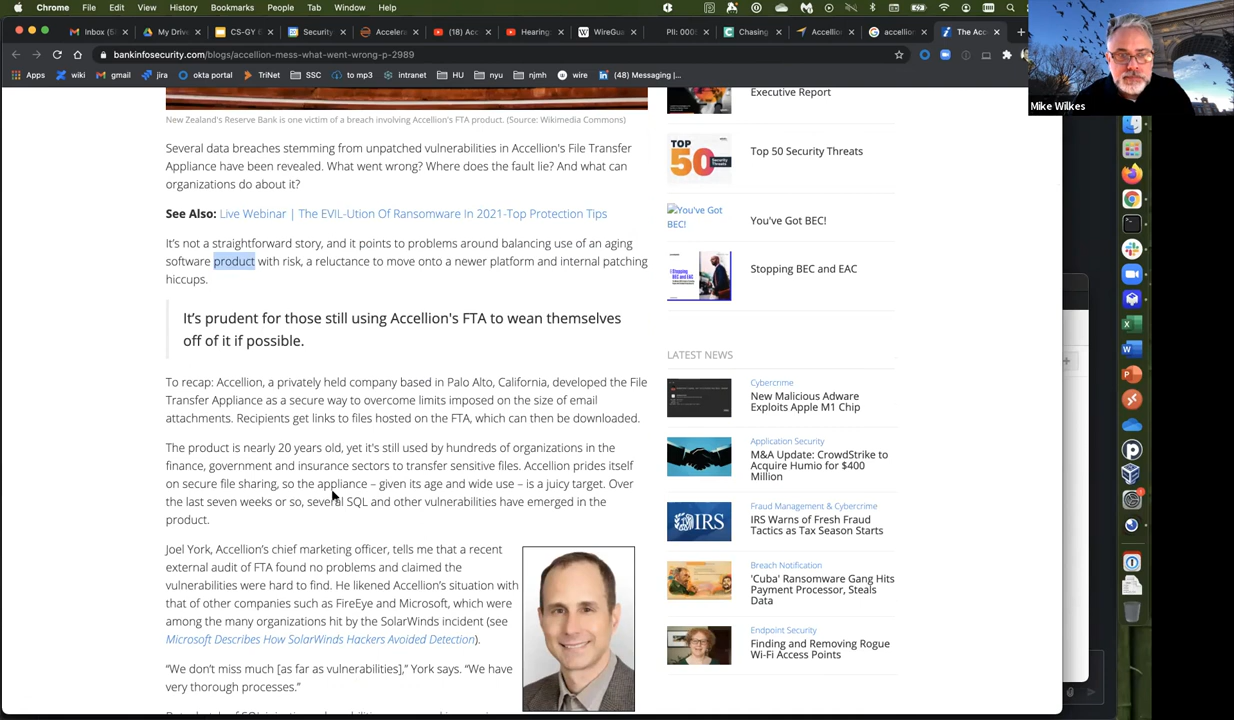 Chrome File Edit View History Bookmarks People Tab Window Help
Inbox (5 My Drive CS-GY 6 Security Accelera (18) Acc Hearing WireGua PII: 000 Chasing Accellion accellion The Acc
bankinfosecurity.com/blogs/accellion-mess-what-went-wrong-p-2989
Apps wiki gmail jira okta portal TriNet SSC to mp3 intranet HU nyu njmh wire (48) Messaging |...
Mike Wilkes
New Zealand's Reserve Bank is one victim of a breach involving Accellion's FTA product. (Source: Wikimedia Commons)
Several data breaches stemming from unpatched vulnerabilities in Accellion's File Transfer
Appliance have been revealed. What went wrong? Where does the fault lie? And what can
organizations do about it?
See Also: Live Webinar | The EVIL-Ution Of Ransomware In 2021-Top Protection Tips
It's not a straightforward story, and it points to problems around balancing use of an aging
software product with risk, a reluctance to move onto a newer platform and internal patching
hiccups.
It's prudent for those still using Accellion's FTA to wean themselves
off of it if possible.
To recap: Accellion, a privately held company based in Palo Alto, California, developed the File
Transfer Appliance as a secure way to overcome limits imposed on the size of email
attachments. Recipients get links to files hosted on the FTA, which can then be downloaded.
The product is nearly 20 years old, yet it's still used by hundreds of organizations in the
finance, government and insurance sectors to transfer sensitive files. Accellion prides itself
on secure file sharing, so the appliance – given its age and wide use – is a juicy target. Over
the last seven weeks or so, several SQL and other vulnerabilities have emerged in the
product.
Joel York, Accellion's chief marketing officer, tells me that a recent
external audit of FTA found no problems and claimed the
vulnerabilities were hard to find. He likened Accellion's situation with
that of other companies such as FireEye and Microsoft, which were
among the many organizations hit by the SolarWinds incident (see
Microsoft Describes How SolarWinds Hackers Avoided Detection).
"We don't miss much [as far as vulnerabilities]," York says. "We have
very thorough processes."
Executive Report
TOP
50
Top 50 Security Threats
You've Got
BEC!
You've Got BEC!
Stopping BEC and EAC
LATEST NEWS
Cybercrime
New Malicious Adware
Exploits Apple M1 Chip
Application Security
M&A Update: CrowdStrike to
Acquire Humio for $400
Million
IRS
Fraud Management & Cybercrime
IRS Warns of Fresh Fraud
Tactics as Tax Season Starts
Breach Notification
'Cuba' Ransomware Gang Hits
Payment Processor, Steals
Data
Endpoint Security
Finding and Removing Rogue
Wi-Fi Access Points